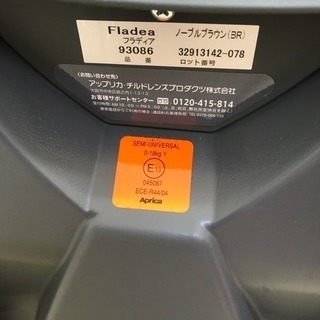 Fladea
フラディア
ノーブルブラウン(BR)
93086
品 番
32913142-078
ロット番号
お問い合わせ先
アップリカ・チルドレンズプロダクツ株式会社
お客様サポートセンター 0120-415-814
SEMI-UNIVERSAL
0-18kg Y
E13
045087
ECE-R44/04
Aprica